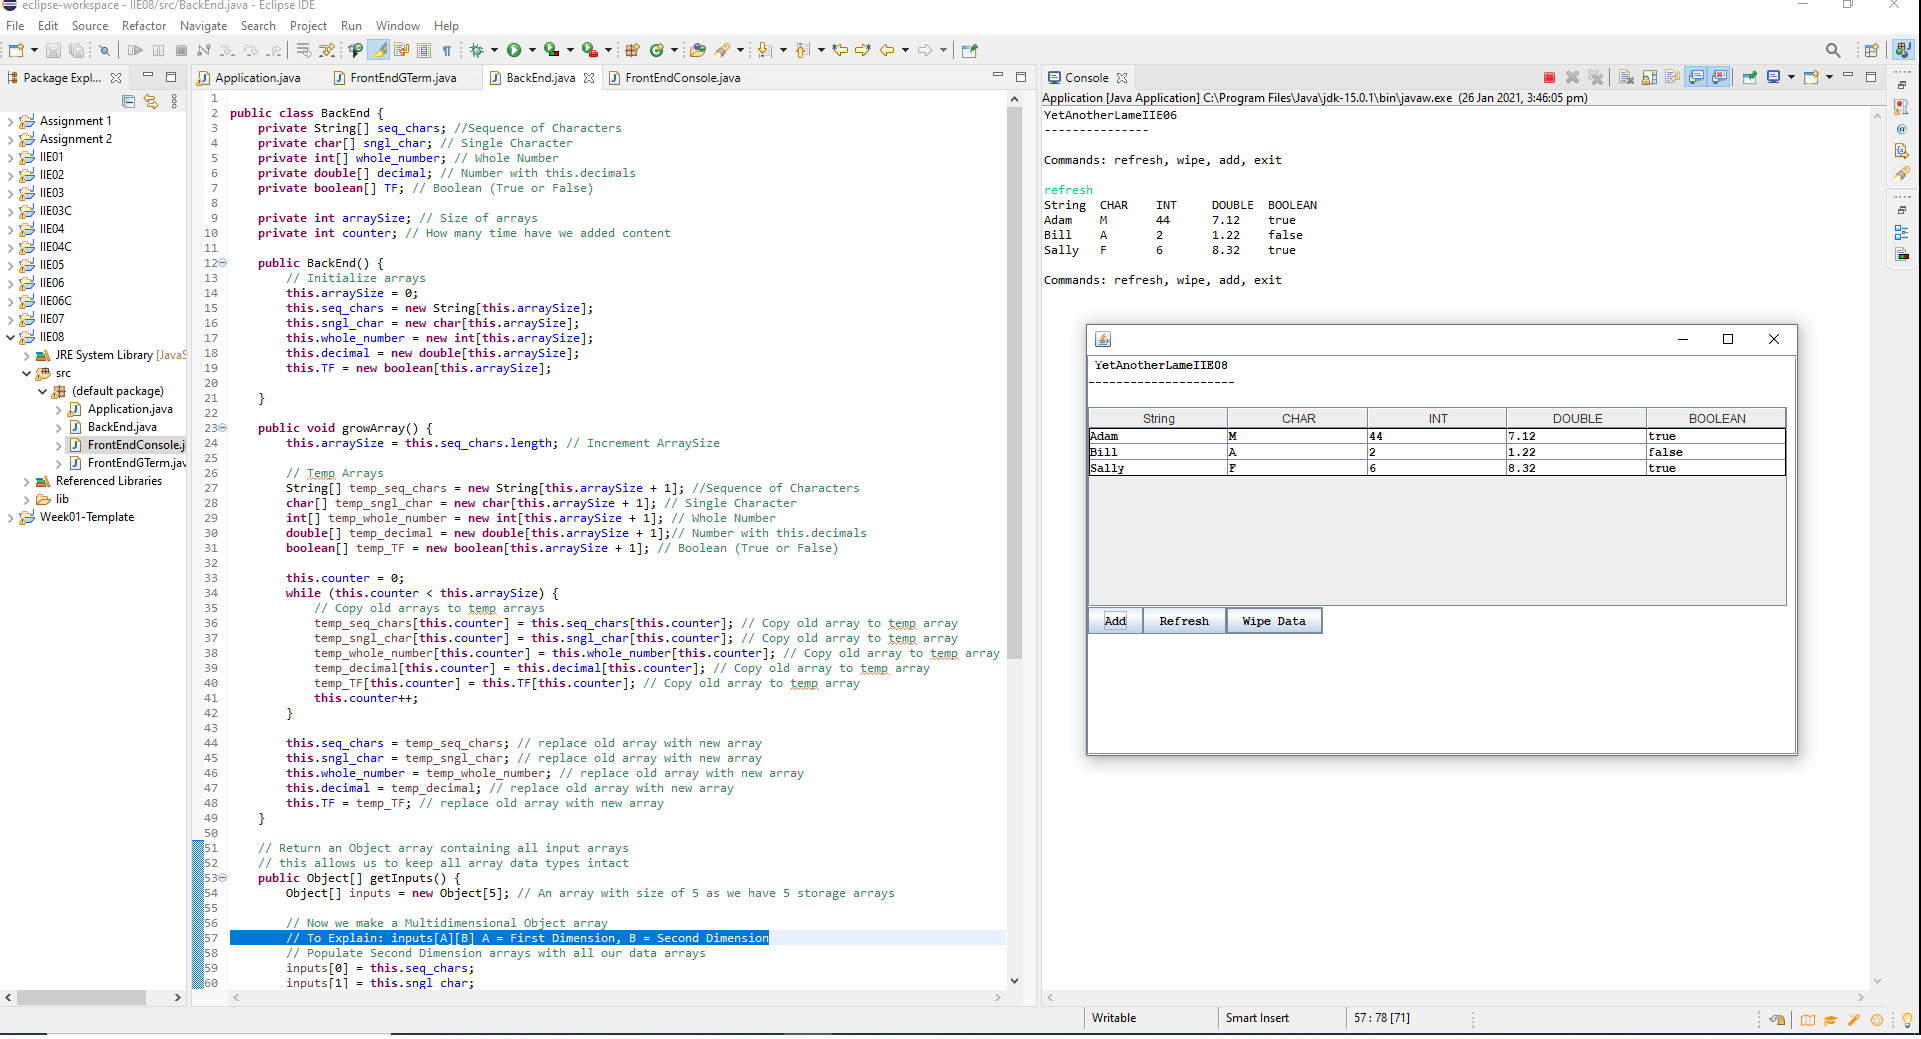 eclipse-workspace - IIE08/src/BackEnd.java - Eclipse IDE
File Edit Source Refactor Navigate Search Project Run Window Help
Package Expl...
Assignment 1
Assignment 2
IIE01
IIE02
IIE03
IIE03C
IIE04
IIE04C
IIE05
IIE06
IIE06C
IIE07
IIE08
JRE System Library [JavaS
src
(default package)
Application.java
BackEnd.java
FrontEndConsole.j
FrontEndGTerm.jav
Referenced Libraries
lib
Week01-Template
Application.java FrontEndGTerm.java BackEnd.java FrontEndConsole.java
1
2 public class BackEnd {
3 private String[] seq_chars; //Sequence of Characters
4 private char[] sngl_char; // Single Character
5 private int[] whole_number; // Whole Number
6 private double[] decimal; // Number with this.decimals
7 private boolean[] TF; // Boolean (True or False)
8
9 private int arraySize; // Size of arrays
10 private int counter; // How many time have we added content
11
12 public BackEnd() {
13 // Initialize arrays
14 this.arraySize = 0;
15 this.seq_chars = new String[this.arraySize];
16 this.sngl_char = new char[this.arraySize];
17 this.whole_number = new int[this.arraySize];
18 this.decimal = new double[this.arraySize];
19 this.TF = new boolean[this.arraySize];
20
21 }
22
23 public void growArray() {
24 this.arraySize = this.seq_chars.length; // Increment ArraySize
25
26 // Temp Arrays
27 String[] temp_seq_chars = new String[this.arraySize + 1]; //Sequence of Characters
28 char[] temp_sngl_char = new char[this.arraySize + 1]; // Single Character
29 int[] temp_whole_number = new int[this.arraySize + 1]; // Whole Number
30 double[] temp_decimal = new double[this.arraySize + 1];// Number with this.decimals
31 boolean[] temp_TF = new boolean[this.arraySize + 1]; // Boolean (True or False)
32
33 this.counter = 0;
34 while (this.counter < this.arraySize) {
35 // Copy old arrays to temp arrays
36 temp_seq_chars[this.counter] = this.seq_chars[this.counter]; // Copy old array to temp array
37 temp_sngl_char[this.counter] = this.sngl_char[this.counter]; // Copy old array to temp array
38 temp_whole_number[this.counter] = this.whole_number[this.counter]; // Copy old array to temp array
39 temp_decimal[this.counter] = this.decimal[this.counter]; // Copy old array to temp array
40 temp_TF[this.counter] = this.TF[this.counter]; // Copy old array to temp array
41 this.counter++;
42 }
43
44 this.seq_chars = temp_seq_chars; // replace old array with new array
45 this.sngl_char = temp_sngl_char; // replace old array with new array
46 this.whole_number = temp_whole_number; // replace old array with new array
47 this.decimal = temp_decimal; // replace old array with new array
48 this.TF = temp_TF; // replace old array with new array
49 }
50
51 // Return an Object array containing all input arrays
52 // this allows us to keep all array data types intact
53 public Object[] getInputs() {
54 Object[] inputs = new Object[5]; // An array with size of 5 as we have 5 storage arrays
55
56 // Now we make a Multidimensional Object array
57 // To Explain: inputs[A][B] A = First Dimension, B = Second Dimension
58 // Populate Second Dimension arrays with all our data arrays
59 inputs[0] = this.seq_chars;
60 inputs[1] = this.sngl_char;
Console
Application [Java Application] C:\Program Files\Java\jdk-15.0.1\bin\javaw.exe (26 Jan 2021, 3:46:05 pm)
YetAnotherLameIIE06
---------------
Commands: refresh, wipe, add, exit
refresh
String CHAR INT DOUBLE BOOLEAN
Adam M 44 7.12 true
Bill A 2 1.22 false
Sally F 6 8.32 true
Commands: refresh, wipe, add, exit
YetAnotherLameIIE08
---------------------
String CHAR INT DOUBLE BOOLEAN
Adam M 44 7.12 true
Bill A 2 1.22 false
Sally F 6 8.32 true
Add Refresh Wipe Data
Writable Smart Insert 57 : 78 [71]